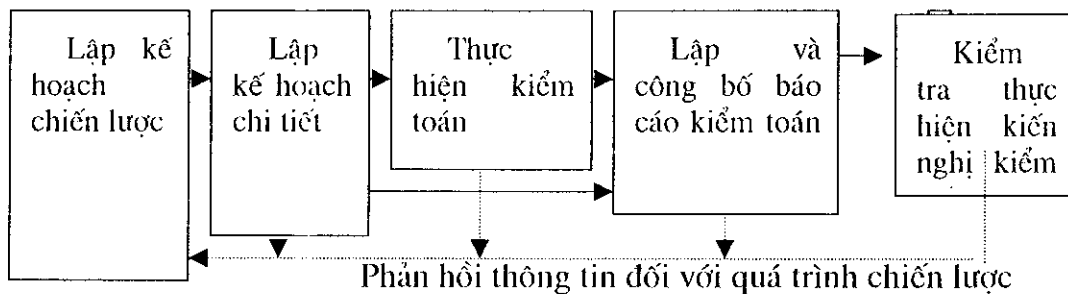 Lập kế
hoạch
chiến lược
Lập
kế hoạch
chi tiết
Thực
hiện kiểm
toán
Lập và
công bố báo
cáo kiểm toán
Kiểm
tra thực
hiện kiến
nghị kiểm
Phản hồi thông tin đối với quá trình chiến lược